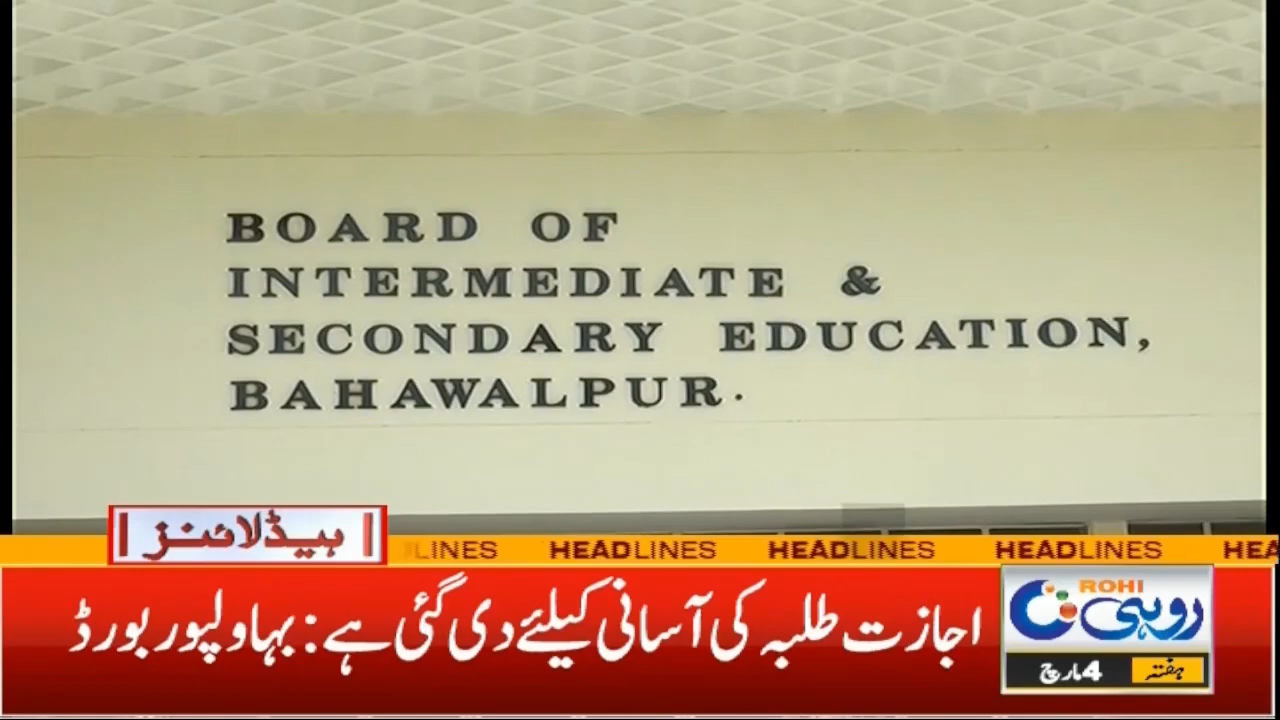 BOARD OF
INTERMEDIATE &
SECONDARY EDUCATION,
BAHAWALPUR.
ہیڈلائنز
LINES HEADLINES HEADLINES HEADLINES HEA
اجازت طلبہ کی آسانی کیلئے دی گئی ہے : بہاولپور بورڈ
ROHI
روہی
ہفتہ 4 مارچ